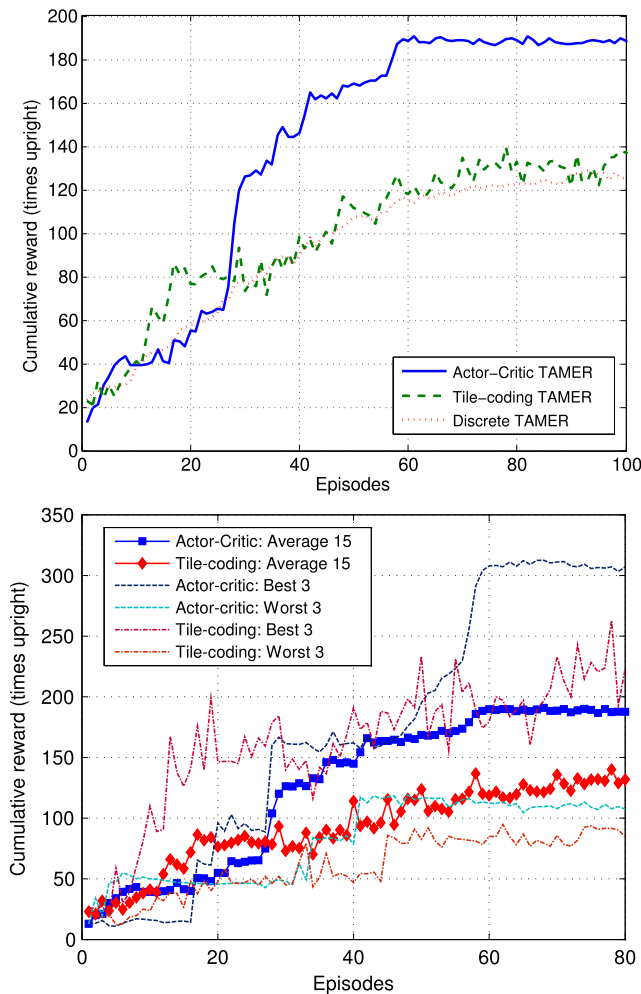 200
180
160
140
120
100
80
60
40
20
0
Cumulative reward (times upright)
Actor−Critic TAMER
Tile−coding TAMER
Discrete TAMER
0 20 40 60 80 100
Episodes
350
300
250
200
150
100
50
0
Cumulative reward (times upright)
Actor-Critic: Average 15
Tile-coding: Average 15
Actor-critic: Best 3
Actor-critic: Worst 3
Tile-coding: Best 3
Tile-coding: Worst 3
0 20 40 60 80
Episodes